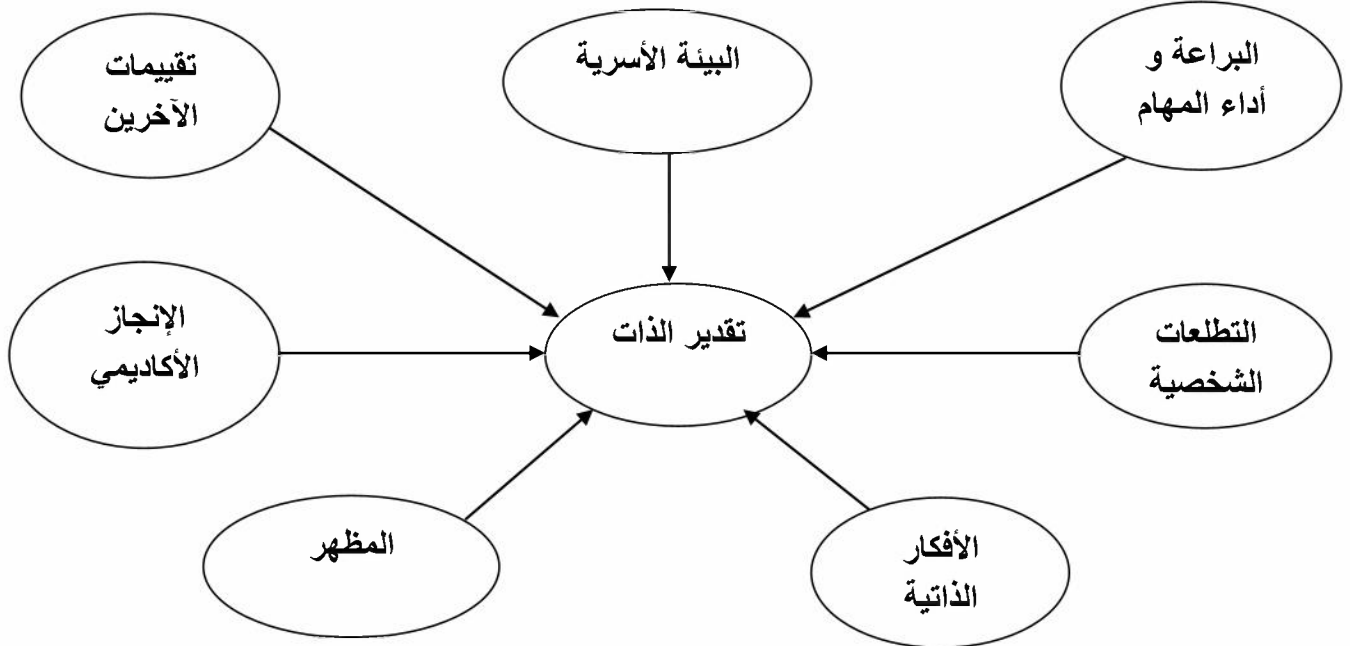 البراعة و
أداء المهام
البيئة الأسرية
تقييمات
الآخرين
التطلعات
الشخصية
تقدير الذات
الإنجاز
الأكاديمي
الأفكار
الذاتية
المظهر